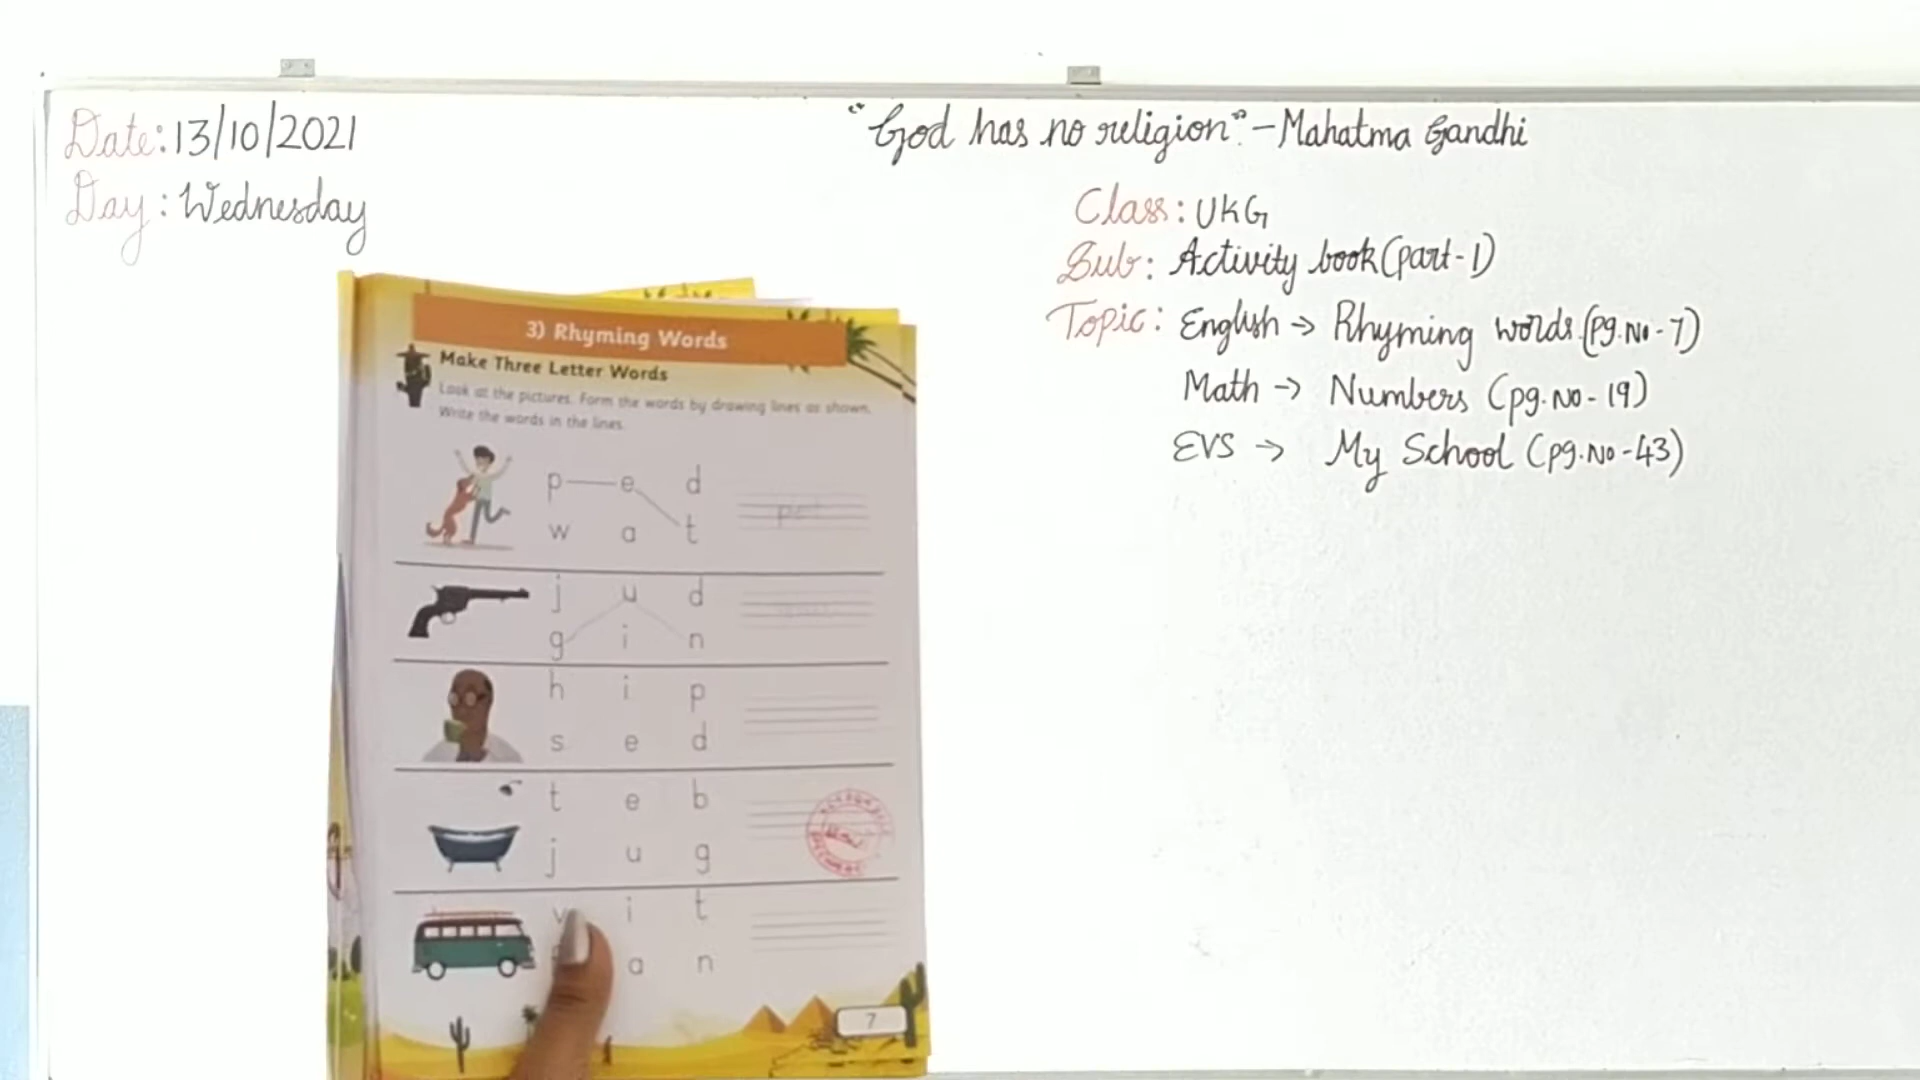 Date: 13/10/2021
Day: Wednesday
"God has no religion" - Mahatma Gandhi
Class: UKG
Sub: Activity book (part-1)
Topic: English → Rhyming words (pg.No-7)
Math → Numbers (pg.No-19)
EVS → My School (pg.No-43)
3) Rhyming Words
Make Three Letter Words
Look at the pictures. Form the words by drawing lines as shown.
Write the words in the lines.
p e d
w a t
pet
j u d
g i n
h i p
s e d
t e b
j u g
v i t
a n
7